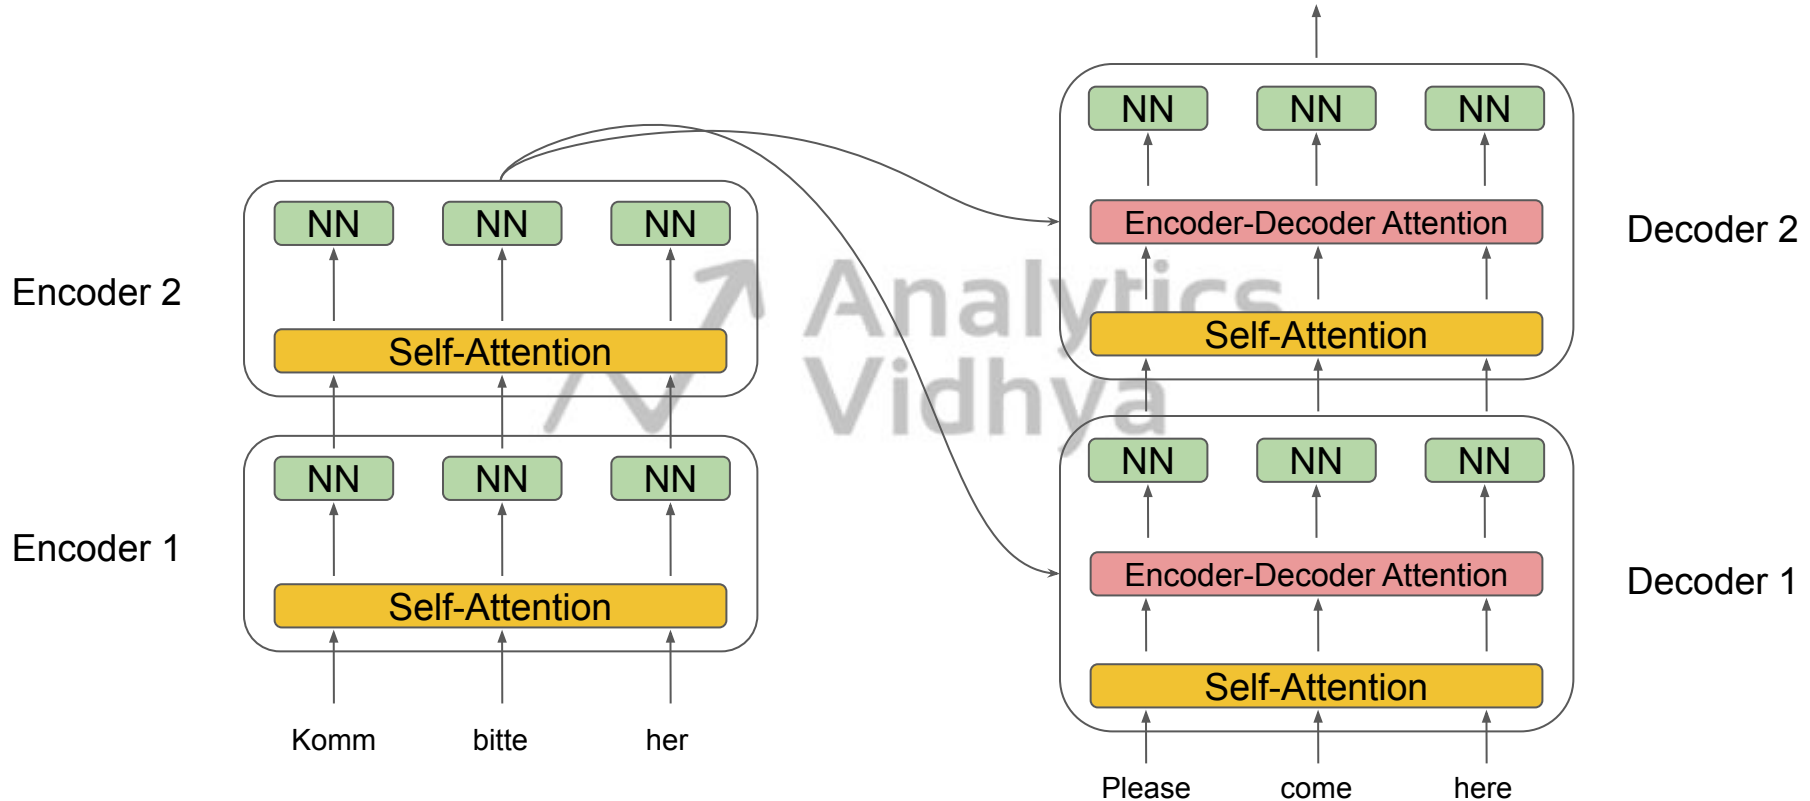 NN NN NN
Encoder-Decoder Attention
Self-Attention
Decoder 2
NN NN NN
Self-Attention
Encoder 2
Analytics
Vidhya
NN NN NN
Self-Attention
Encoder 1
Komm bitte her
NN NN NN
Encoder-Decoder Attention
Self-Attention
Decoder 1
Please come here